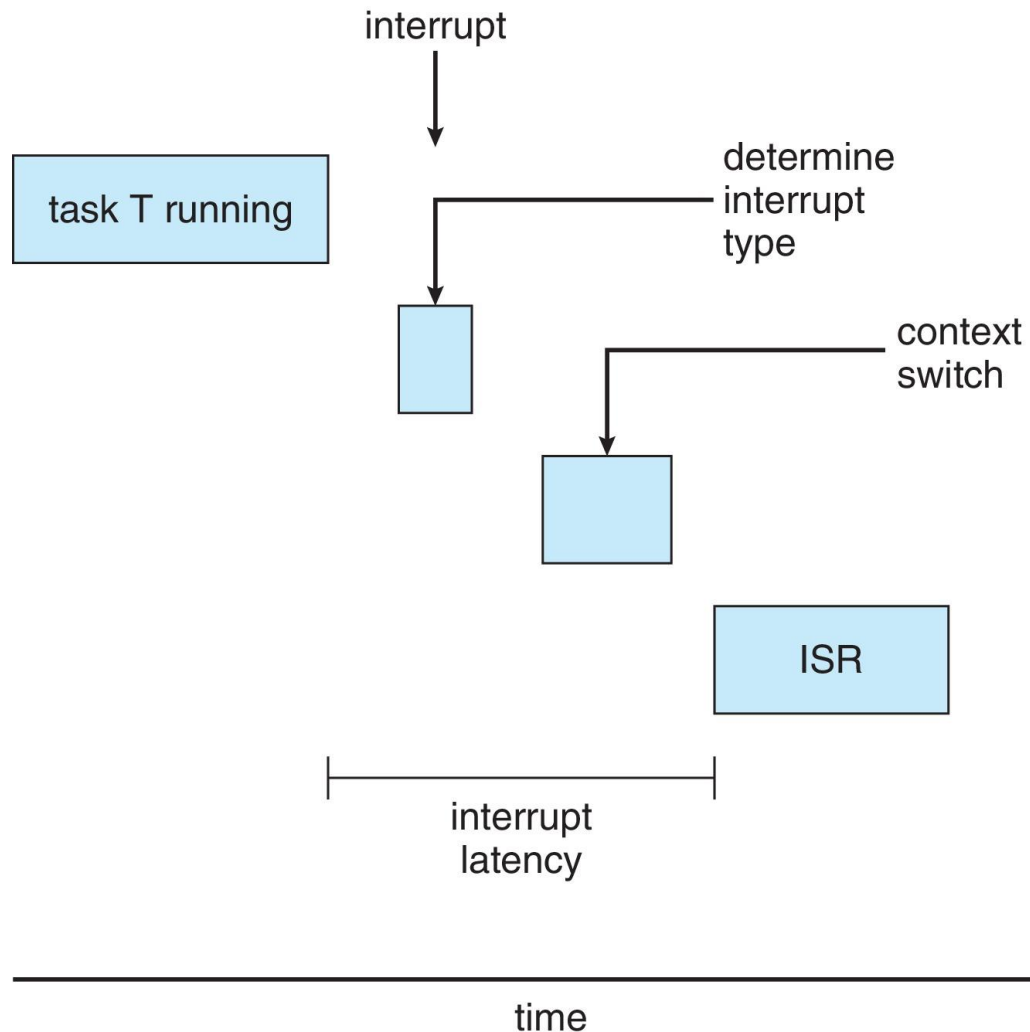 interrupt
task T running
determine
interrupt
type
context
switch
ISR
interrupt
latency
time